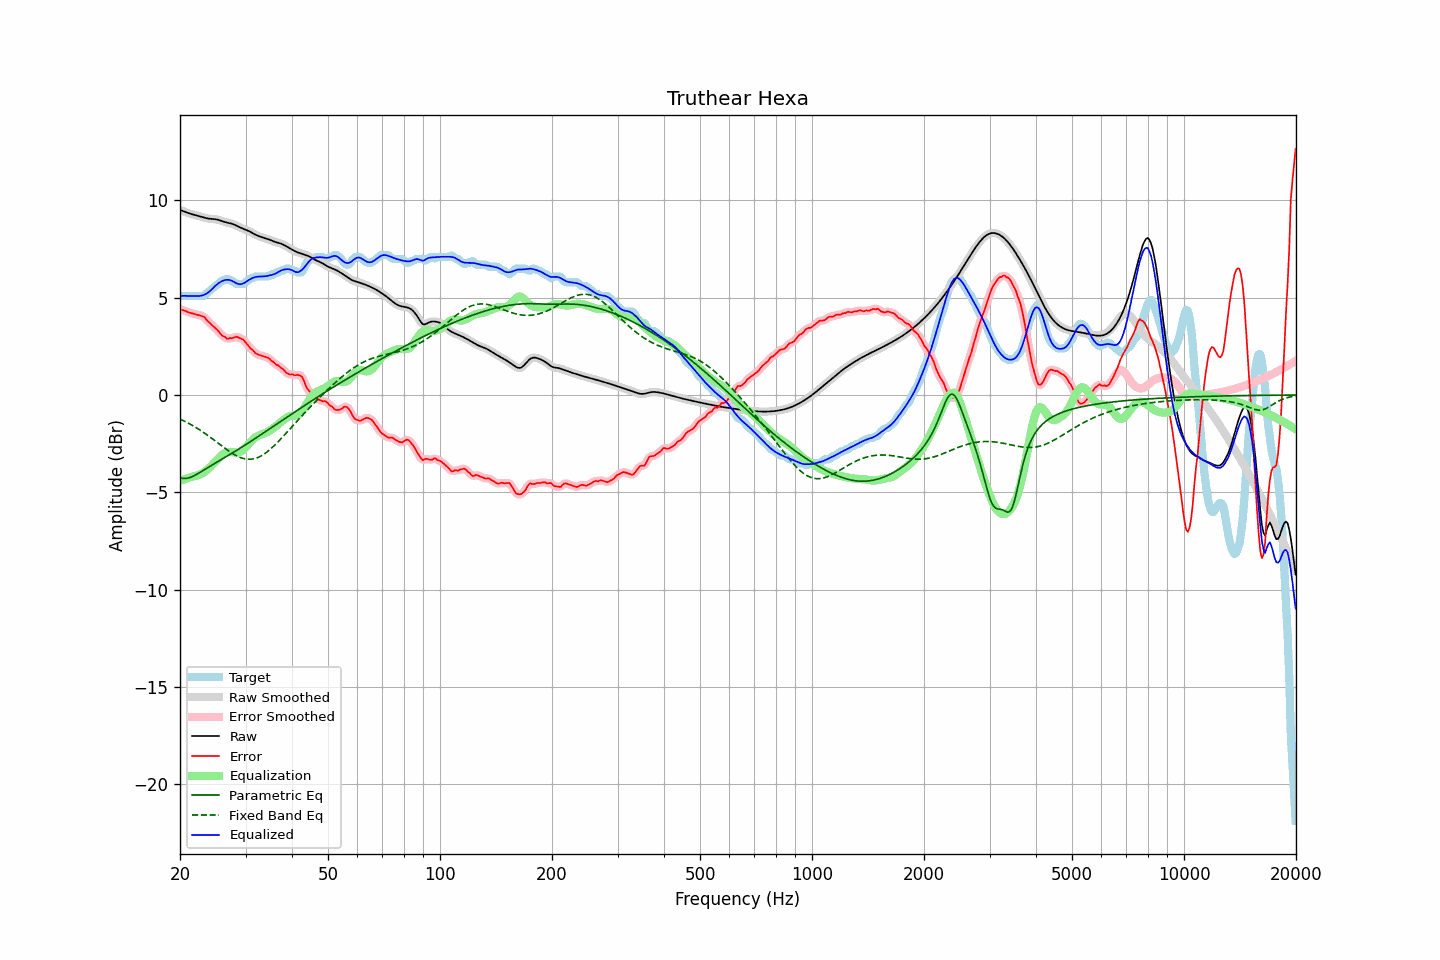 Truthear Hexa
Amplitude (dBr)
10
5
0
−5
−10
−15
−20
Target
Raw Smoothed
Error Smoothed
Raw
Error
Equalization
Parametric Eq
Fixed Band Eq
Equalized
20 50 100 200 500 1000 2000 5000 10000 20000
Frequency (Hz)